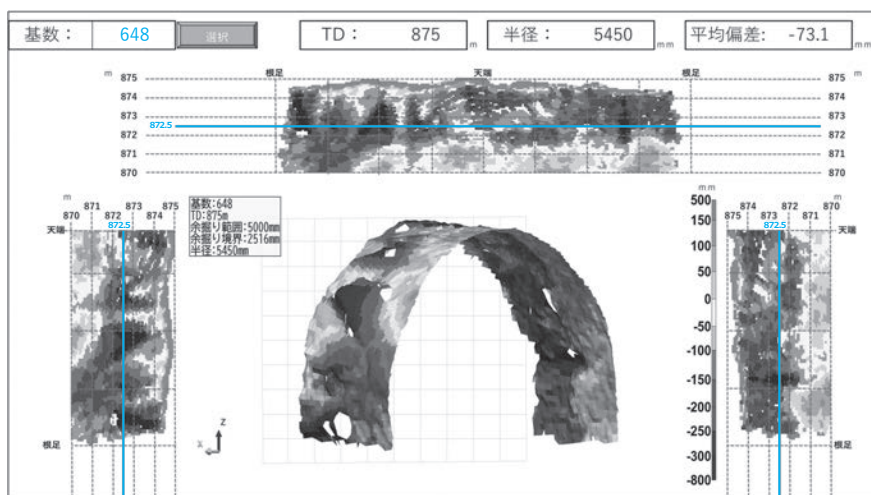 基数： 648 選択 TD： 875 m 半径： 5450 mm 平均偏差: -73.1 mm
根足 天端 根足
m 875 875 m
874 874
873 873
872.5
872 872
871 871
870 870
m
871 873 875
870 872 874
872.5
天端
根足
基数:648
TD:875m
余掘り範囲:5000mm
余掘り境界:2516mm
半径:5450mm
Z
X
mm
500
150
100
50
0
-50
-100
-150
-200
-250
-300
-800
m
875 873 871
874 872 870
872.5
天端
根足